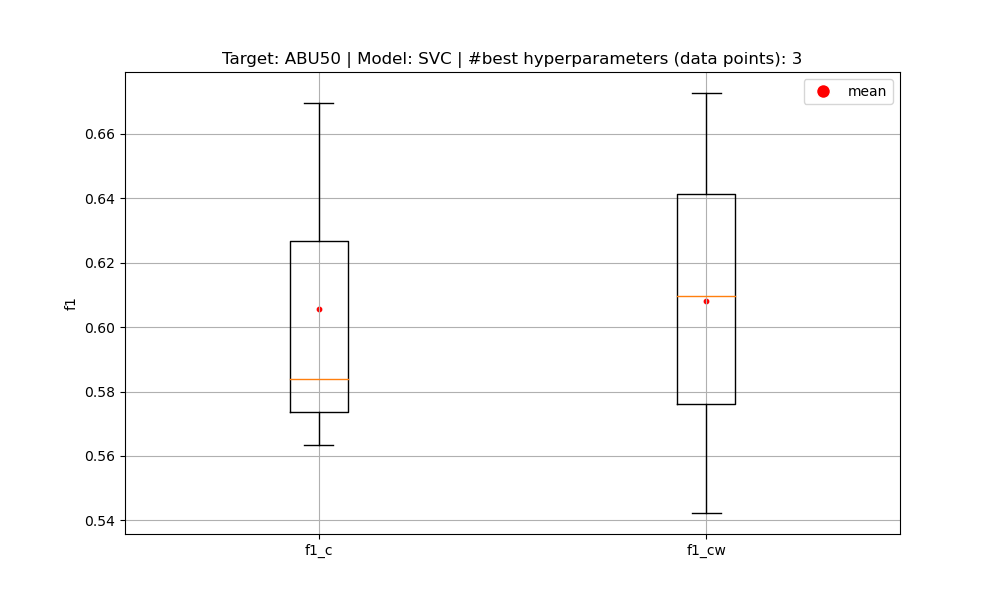 Target: ABU50 | Model: SVC | #best hyperparameters (data points): 3
mean
0.66
0.64
0.62
0.60
0.58
0.56
0.54
f1
f1_c
f1_cw